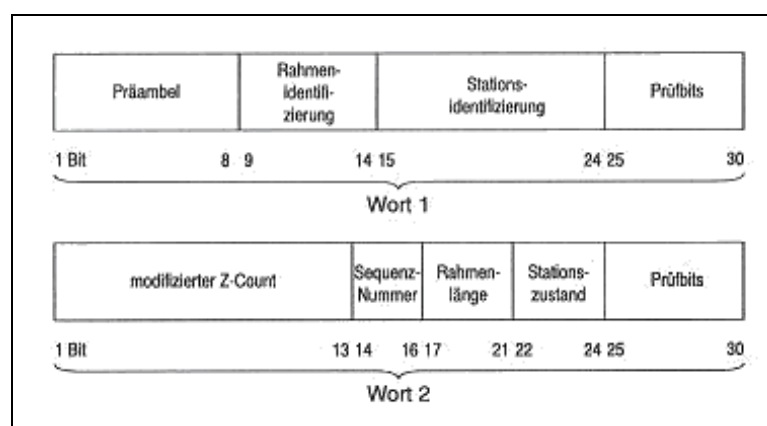 Präambel
Rahmen-
identifi-
zierung
Stations-
identifizierung
Prüfbits
1 Bit 8 9 14 15 24 25 30
Wort 1
modifizierter Z-Count
Sequenz-
Nummer
Rahmen-
länge
Stations-
zustand
Prüfbits
1 Bit 13 14 16 17 21 22 24 25 30
Wort 2